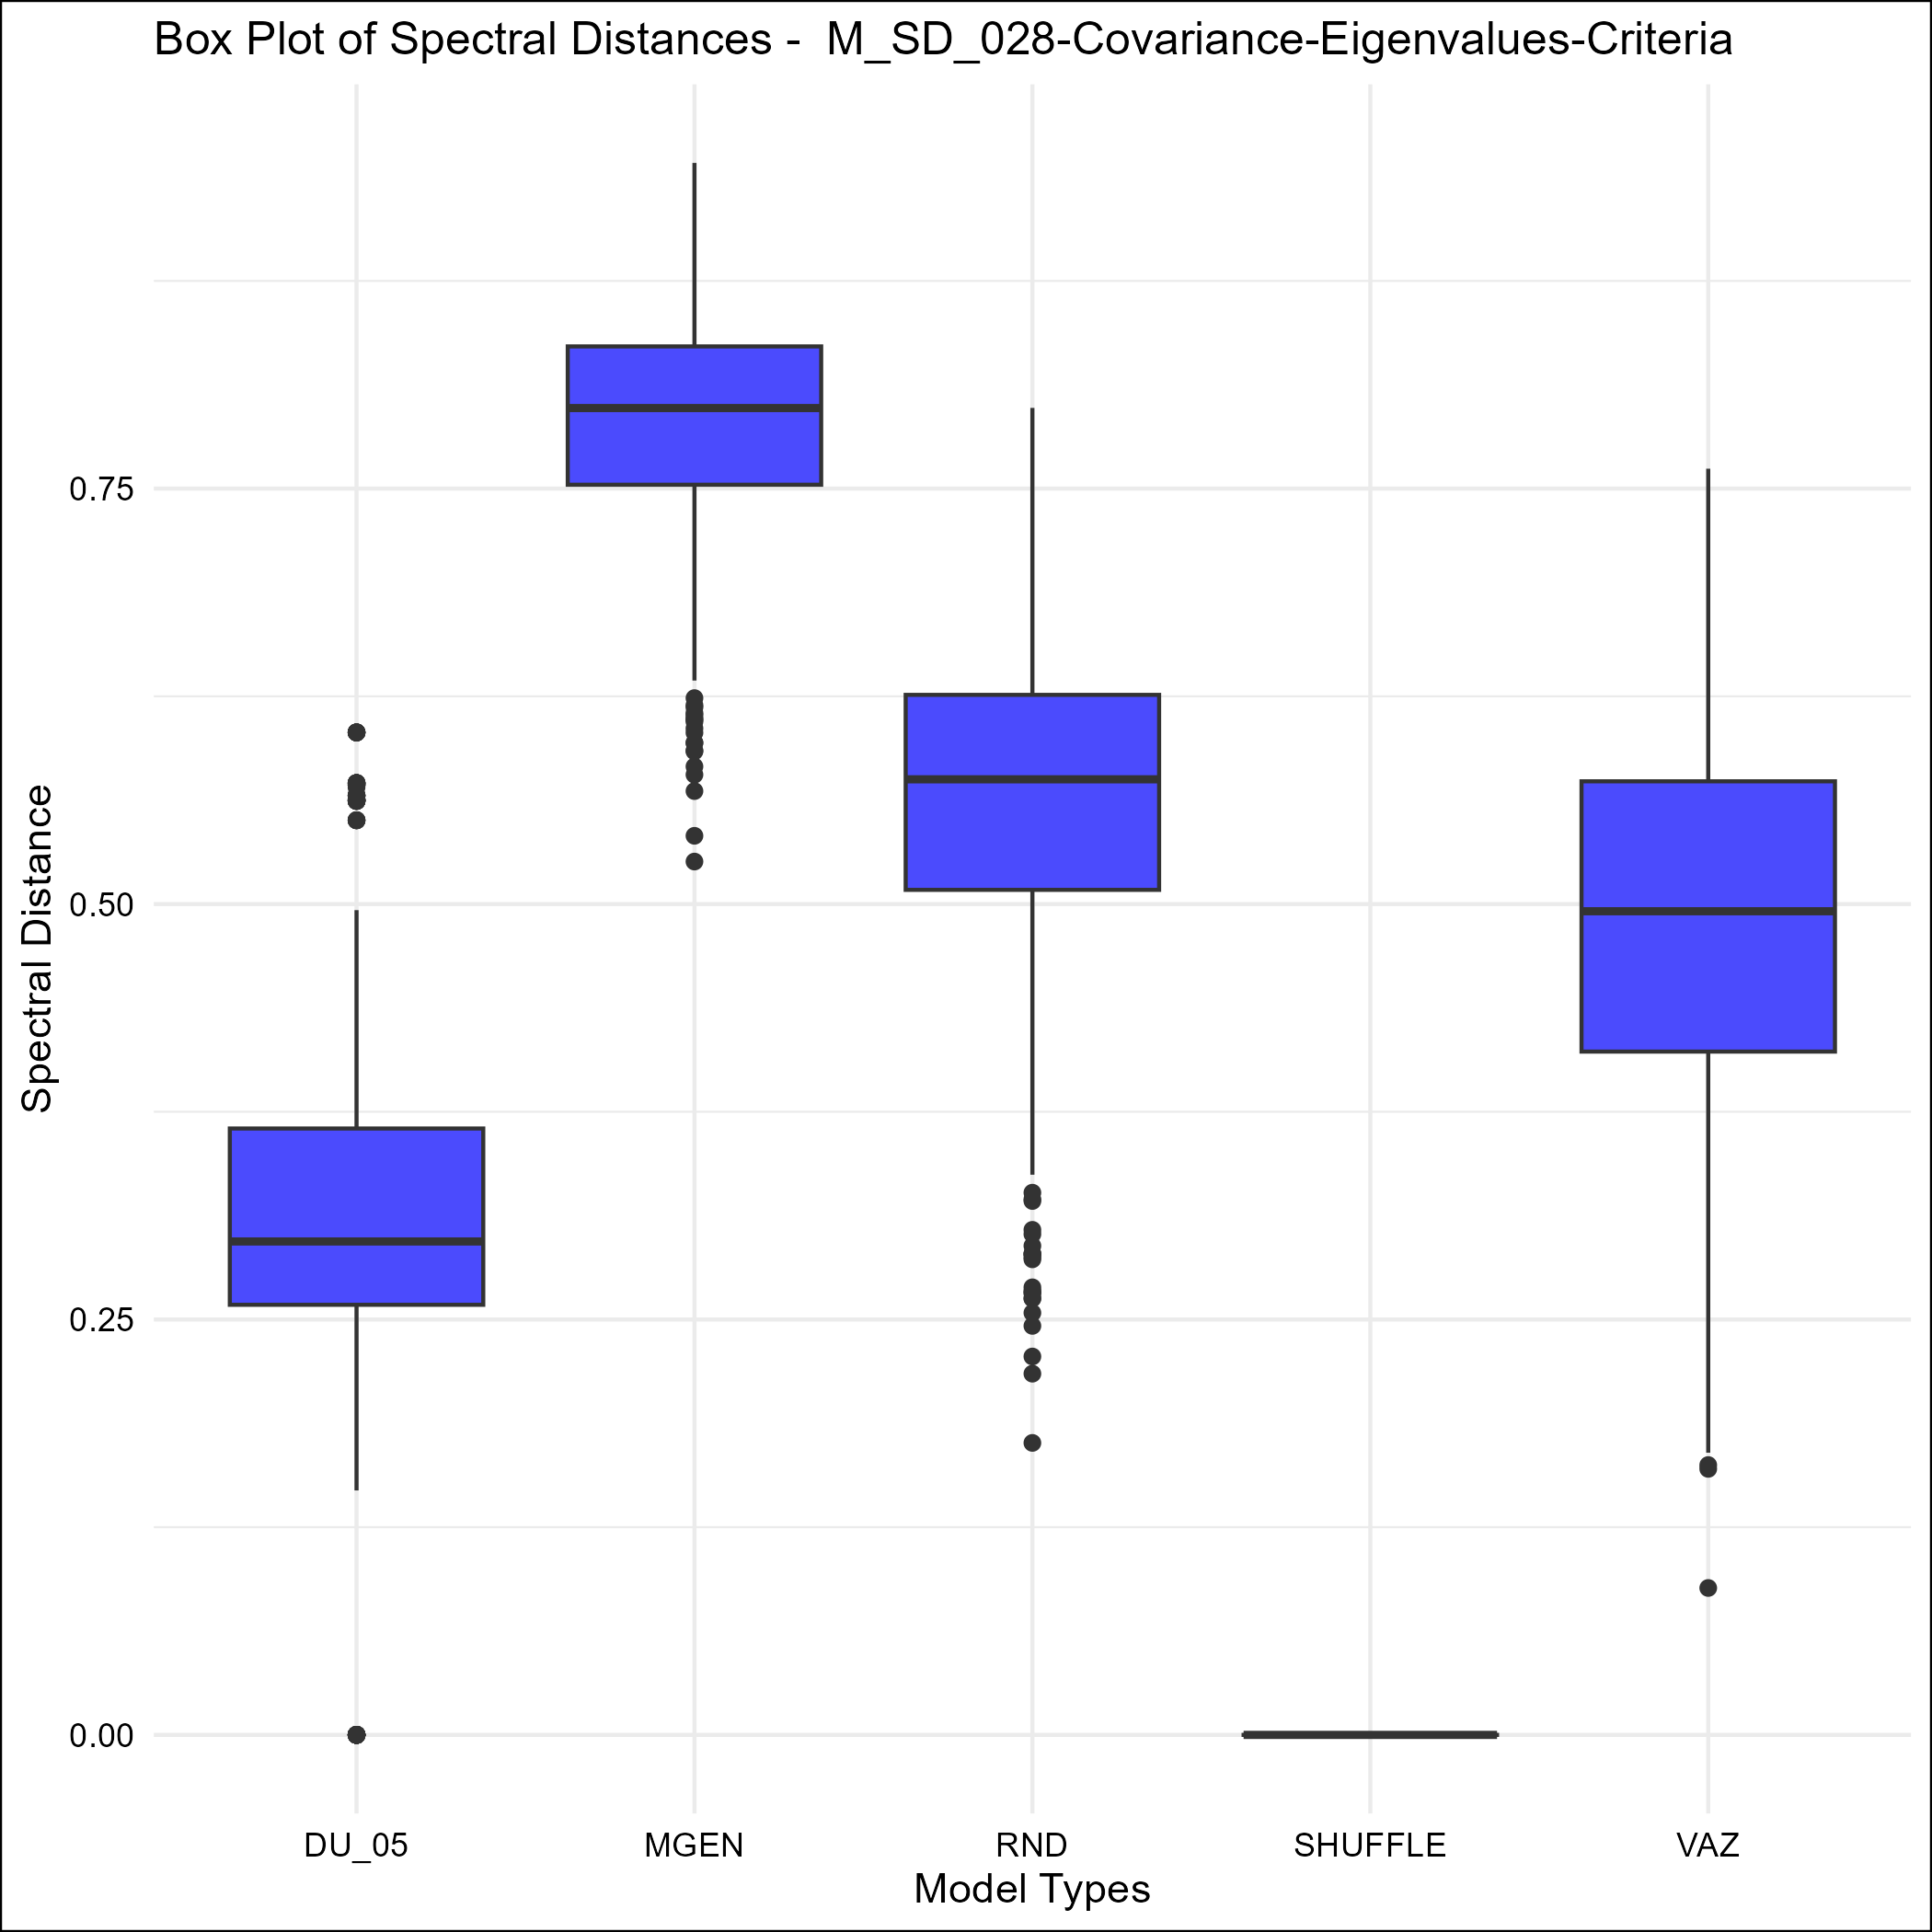 Box Plot of Spectral Distances -  M_SD_028-Covariance-Eigenvalues-Criteria
Spectral Distance
0.75
0.50
0.25
0.00
DU_05 MGEN RND SHUFFLE VAZ
Model Types